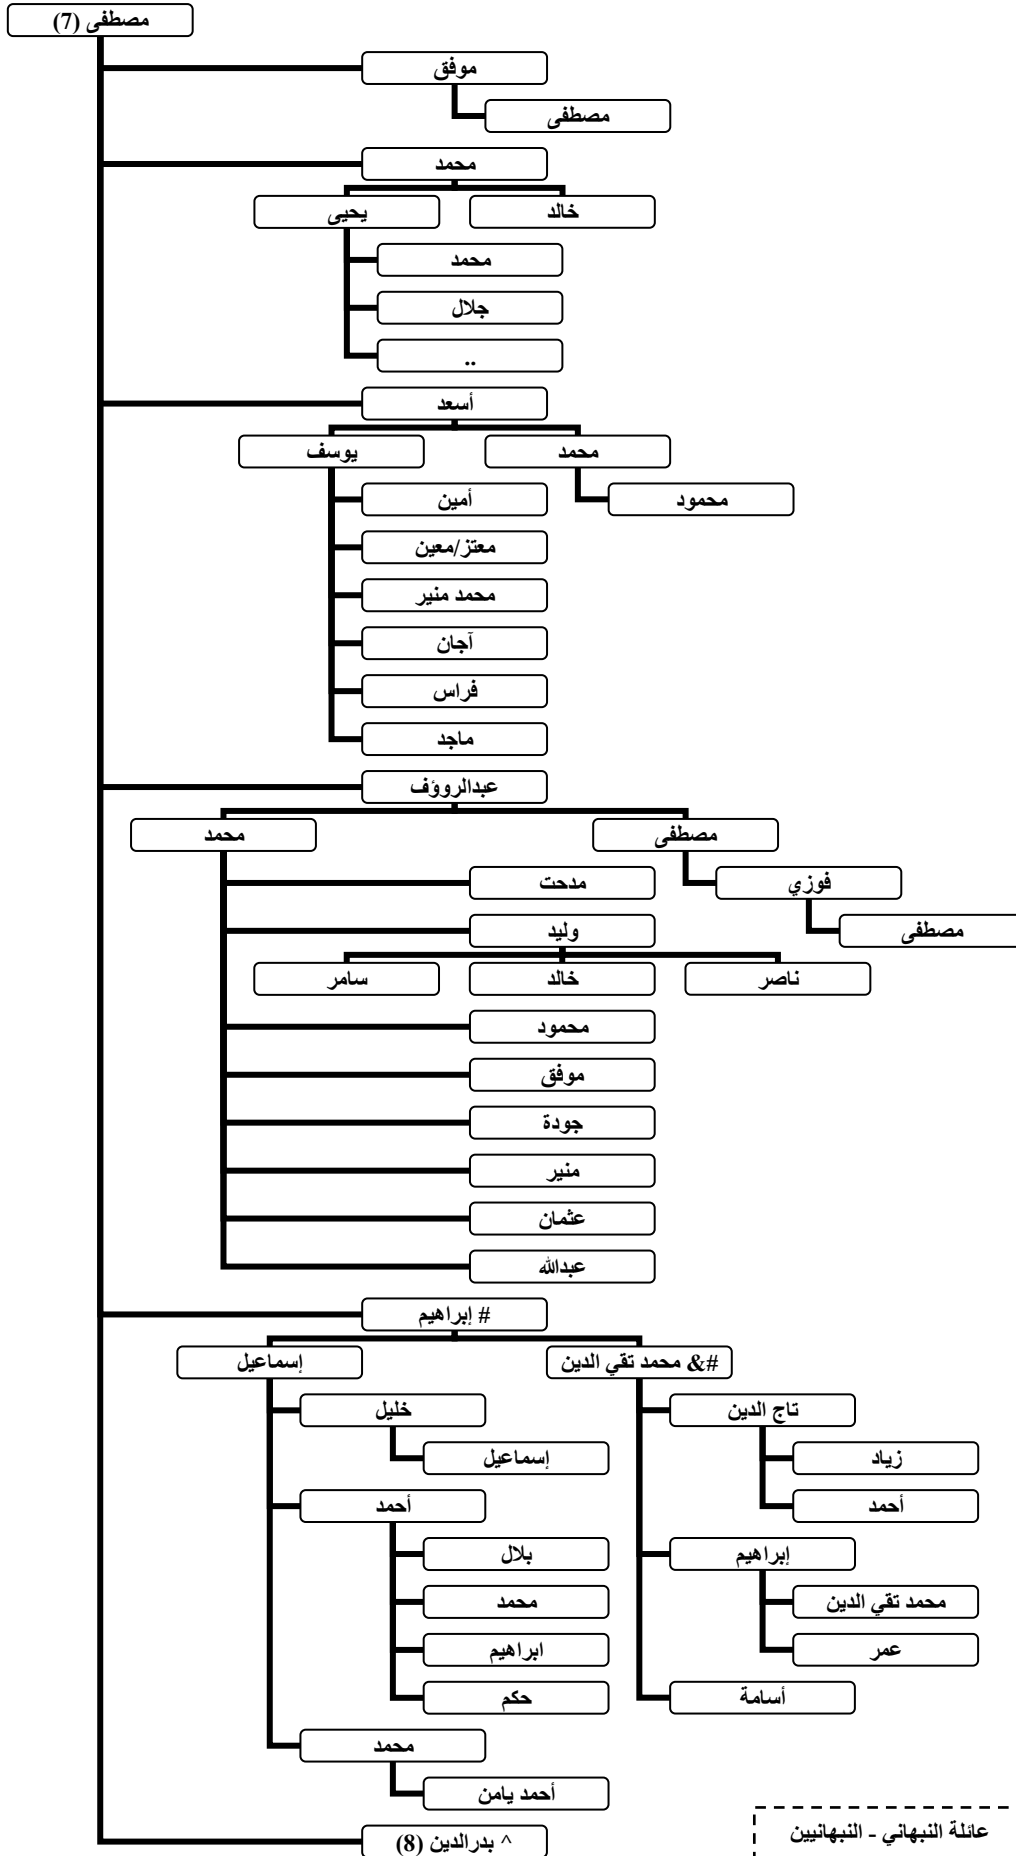 مصطفى (7)
موفق
مصطفى
محمد
خالد
يحيى
محمد
جلال
..
أسعد
محمد
يوسف
محمود
أمين
معتز/معين
محمد منير
آجان
فراس
ماجد
عبدالرووؤف
مصطفى
محمد
فوزي
مدحت
مصطفى
وليد
ناصر
خالد
سامر
محمود
موفق
جودة
منير
عثمان
عبدالله
# إبراهيم
#& محمد تقي الدين
إسماعيل
تاج الدين
خليل
زياد
إسماعيل
أحمد
أحمد
إبراهيم
بلال
محمد تقي الدين
محمد
عمر
ابراهيم
أسامة
حكم
محمد
أحمد يامن
^ بدرالدين (8)
عائلة النبهاني - النبهانيين